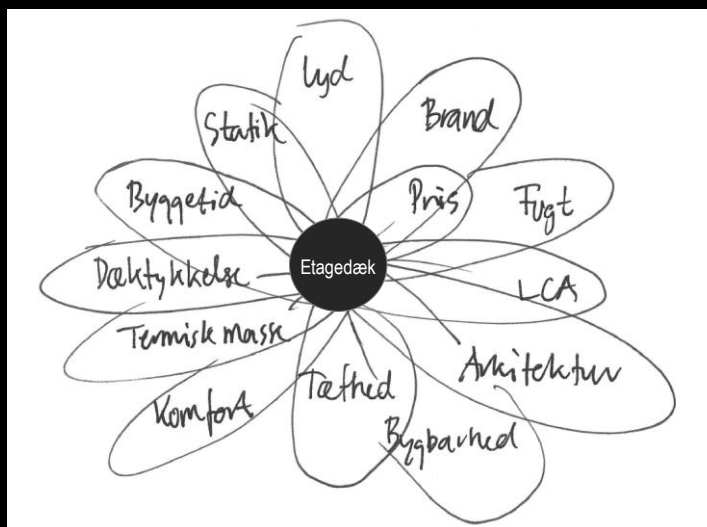 Lyd
Brand
Statik
Pris
Byggetid
Fugt
Etagedæk
Dæktykkelse
LCA
Termisk masse
Arkitektur
Tæthed
Komfort
Bygbarhed